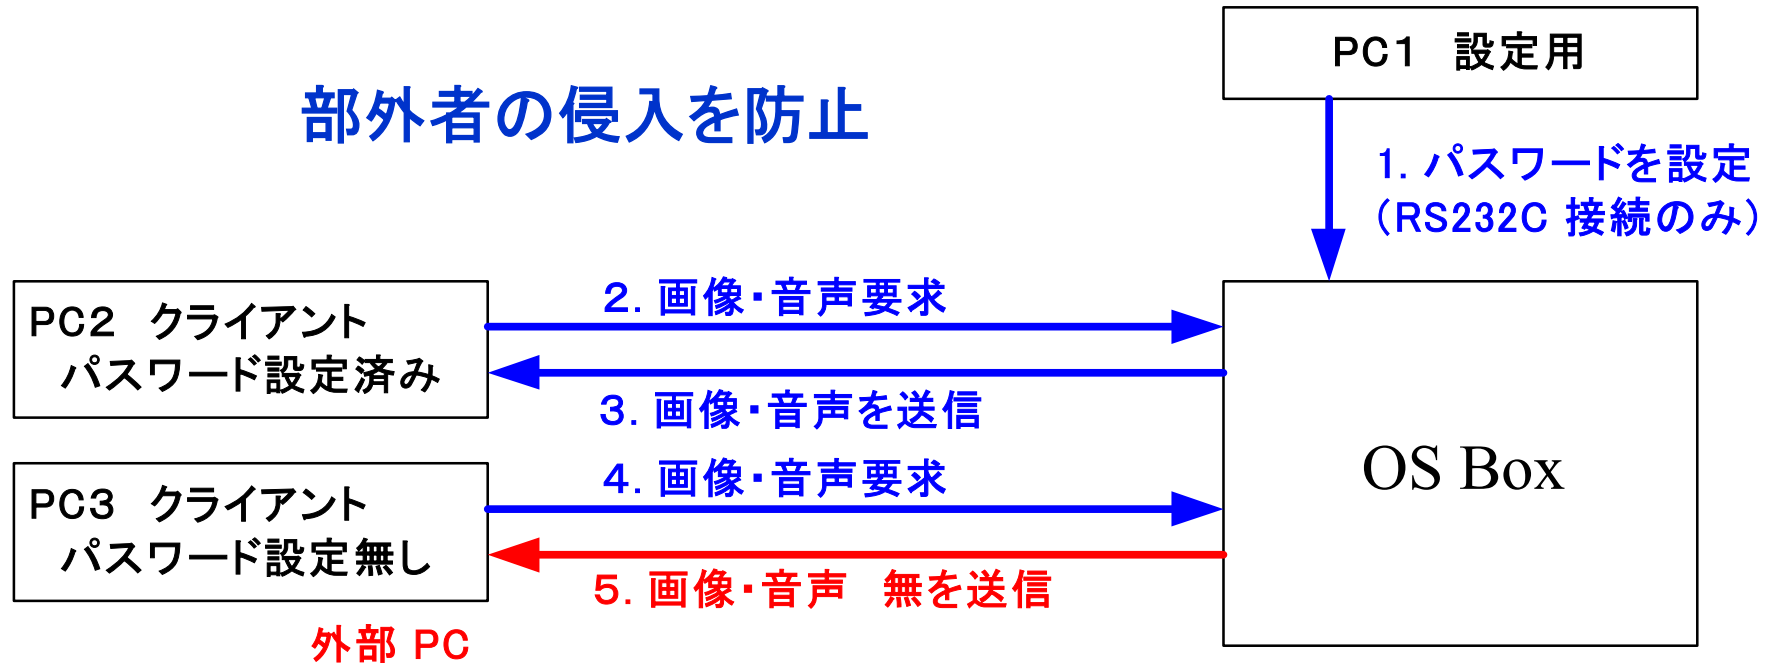 PC1 設定用
部外者の侵入を防止
1. パスワードを設定
(RS232C 接続のみ)
PC2 クライアント
パスワード設定済み
2. 画像・音声要求
3. 画像・音声を送信
OS Box
PC3 クライアント
パスワード設定無し
4. 画像・音声要求
5. 画像・音声 無を送信
外部 PC